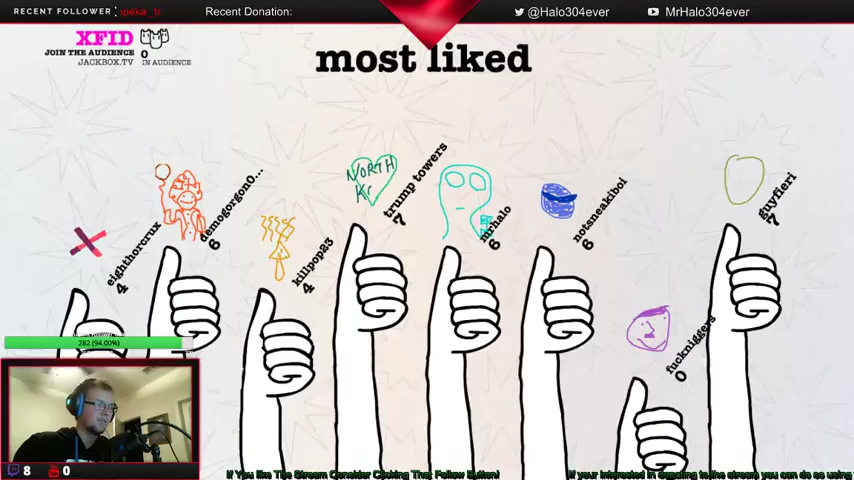 RECENT FOLLOWER
Recent Donation:
@Halo304ever
MrHalo304ever
XFID
JOIN THE AUDIENCE
JACKBOX.TV
0
IN AUDIENCE
most liked
eighthorcrux
4
demogorgon0...
6
killpop23
4
NORTH
trump towers
7
mrhalo
6
notsneakiboi
6
fuckniggers
0
guyfieri
7
282 (94.00%)
8
0
If You like The Stream Consider Clicking That Follow Button!
If your interested in donating to the stream you can do so using